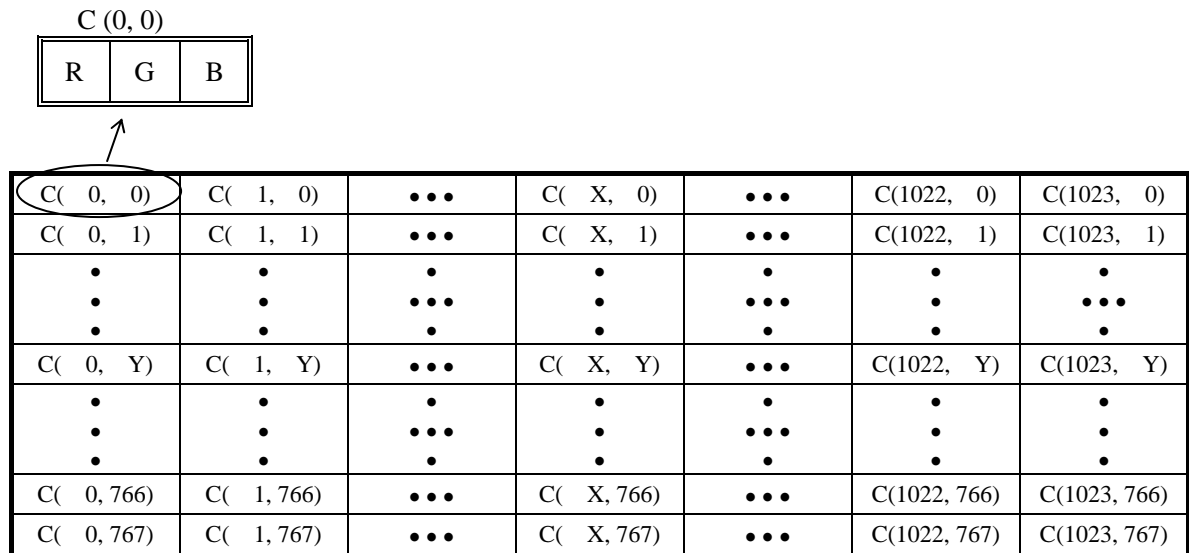 C (0, 0)
R G B
C( 0, 0) C( 1, 0) ••• C( X, 0) ••• C(1022, 0) C(1023, 0)
C( 0, 1) C( 1, 1) ••• C( X, 1) ••• C(1022, 1) C(1023, 1)
• • • • • • •
• • ••• • ••• • •••
• • • • • • •
C( 0, Y) C( 1, Y) ••• C( X, Y) ••• C(1022, Y) C(1023, Y)
• • • • • • •
• • ••• • ••• • •
• • • • • • •
C( 0, 766) C( 1, 766) ••• C( X, 766) ••• C(1022, 766) C(1023, 766)
C( 0, 767) C( 1, 767) ••• C( X, 767) ••• C(1022, 767) C(1023, 767)